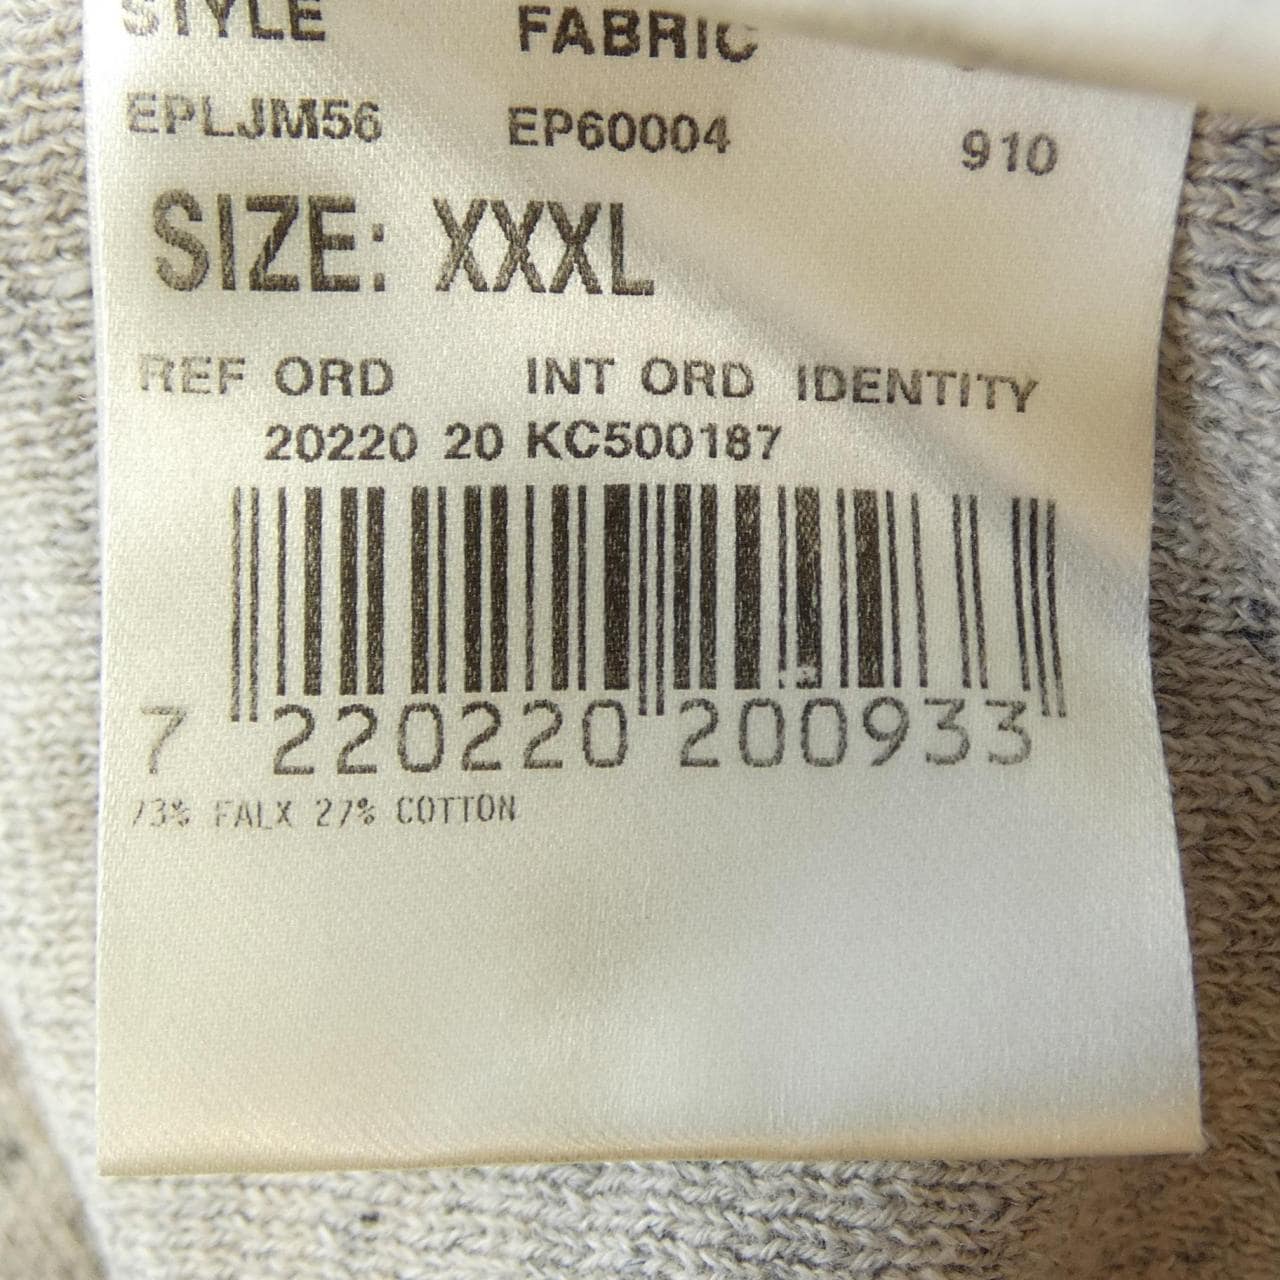 STYLE FABRIC
EPLJM56 EP60004 910
SIZE: XXXL
REF ORD INT ORD IDENTITY
20220 20 KC500187
7 220220 200933
73% FALX 27% COTTON